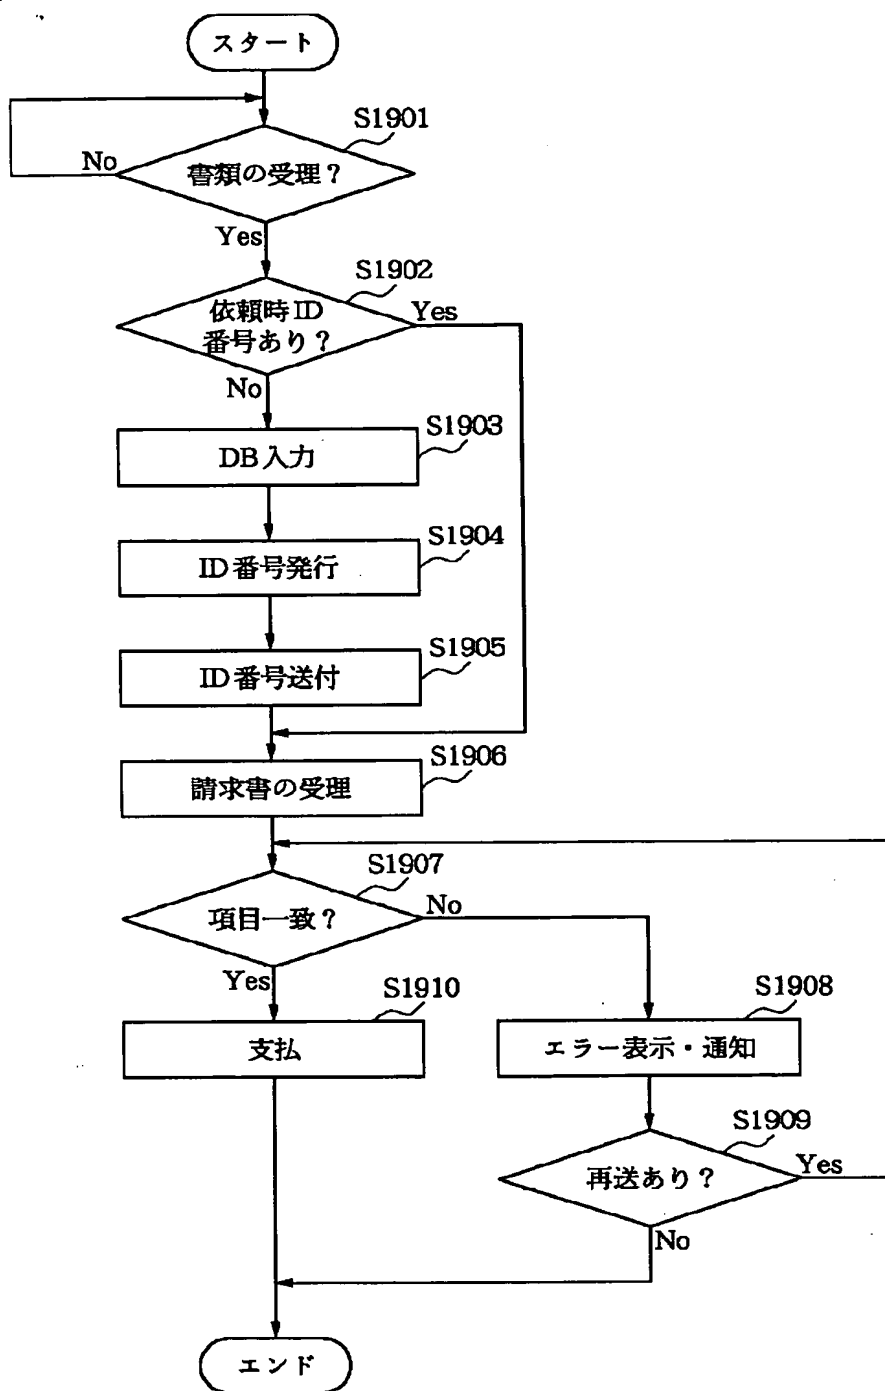 スタート
S1901
書類の受理?
No
Yes
S1902
依頼時ID
番号あり?
Yes
No
S1903
DB入力
S1904
ID番号発行
S1905
ID番号送付
S1906
請求書の受理
S1907
項目一致?
No
Yes
S1910
支払
S1908
エラー表示・通知
S1909
再送あり?
Yes
No
エンド